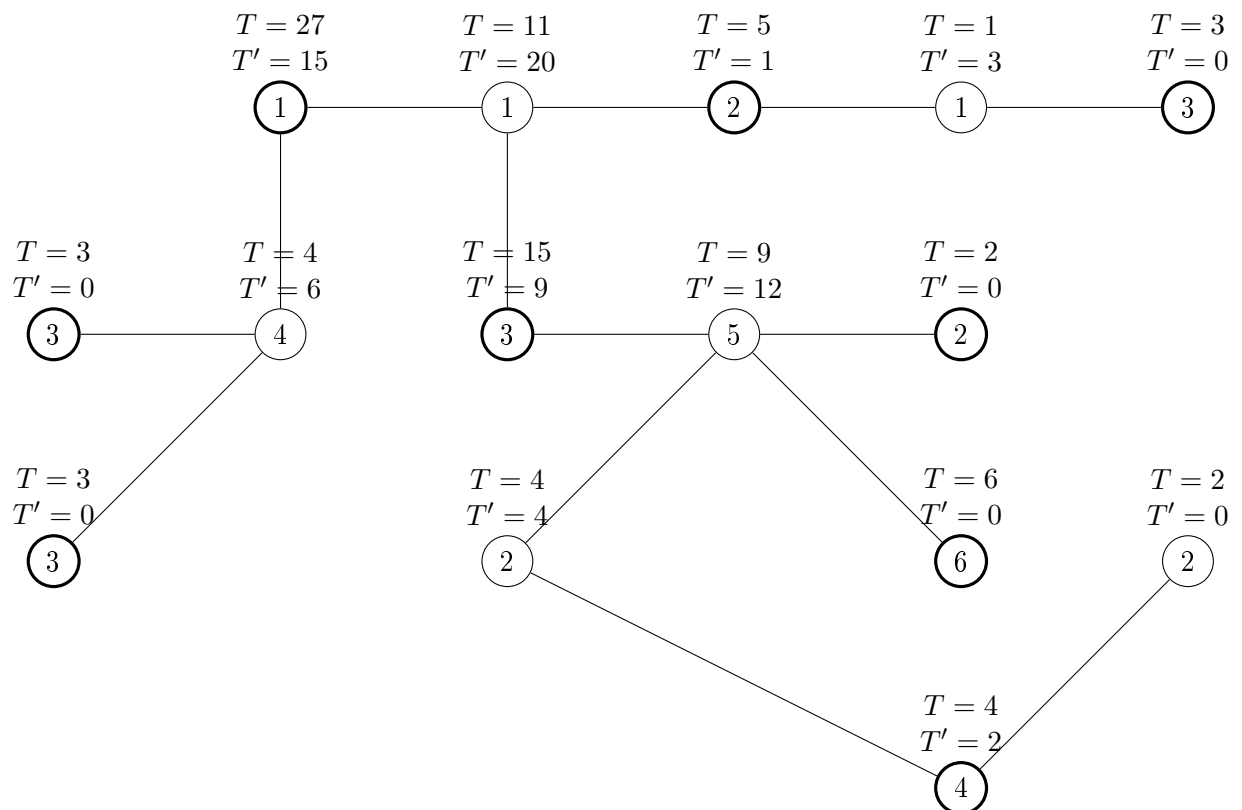 T = 27 T = 11 T = 5 T = 1 T = 3
T′ = 15 T′ = 20 T′ = 1 T′ = 3 T′ = 0
1 1 2 1 3
T = 3 T = 4 T = 15 T = 9 T = 2
T′ = 0 T′ = 6 T′ = 9 T′ = 12 T′ = 0
3 4 3 5 2
T = 3 T = 4 T = 6 T = 2
T′ = 0 T′ = 4 T′ = 0 T′ = 0
3 2 6 2
T = 4
T′ = 2
4